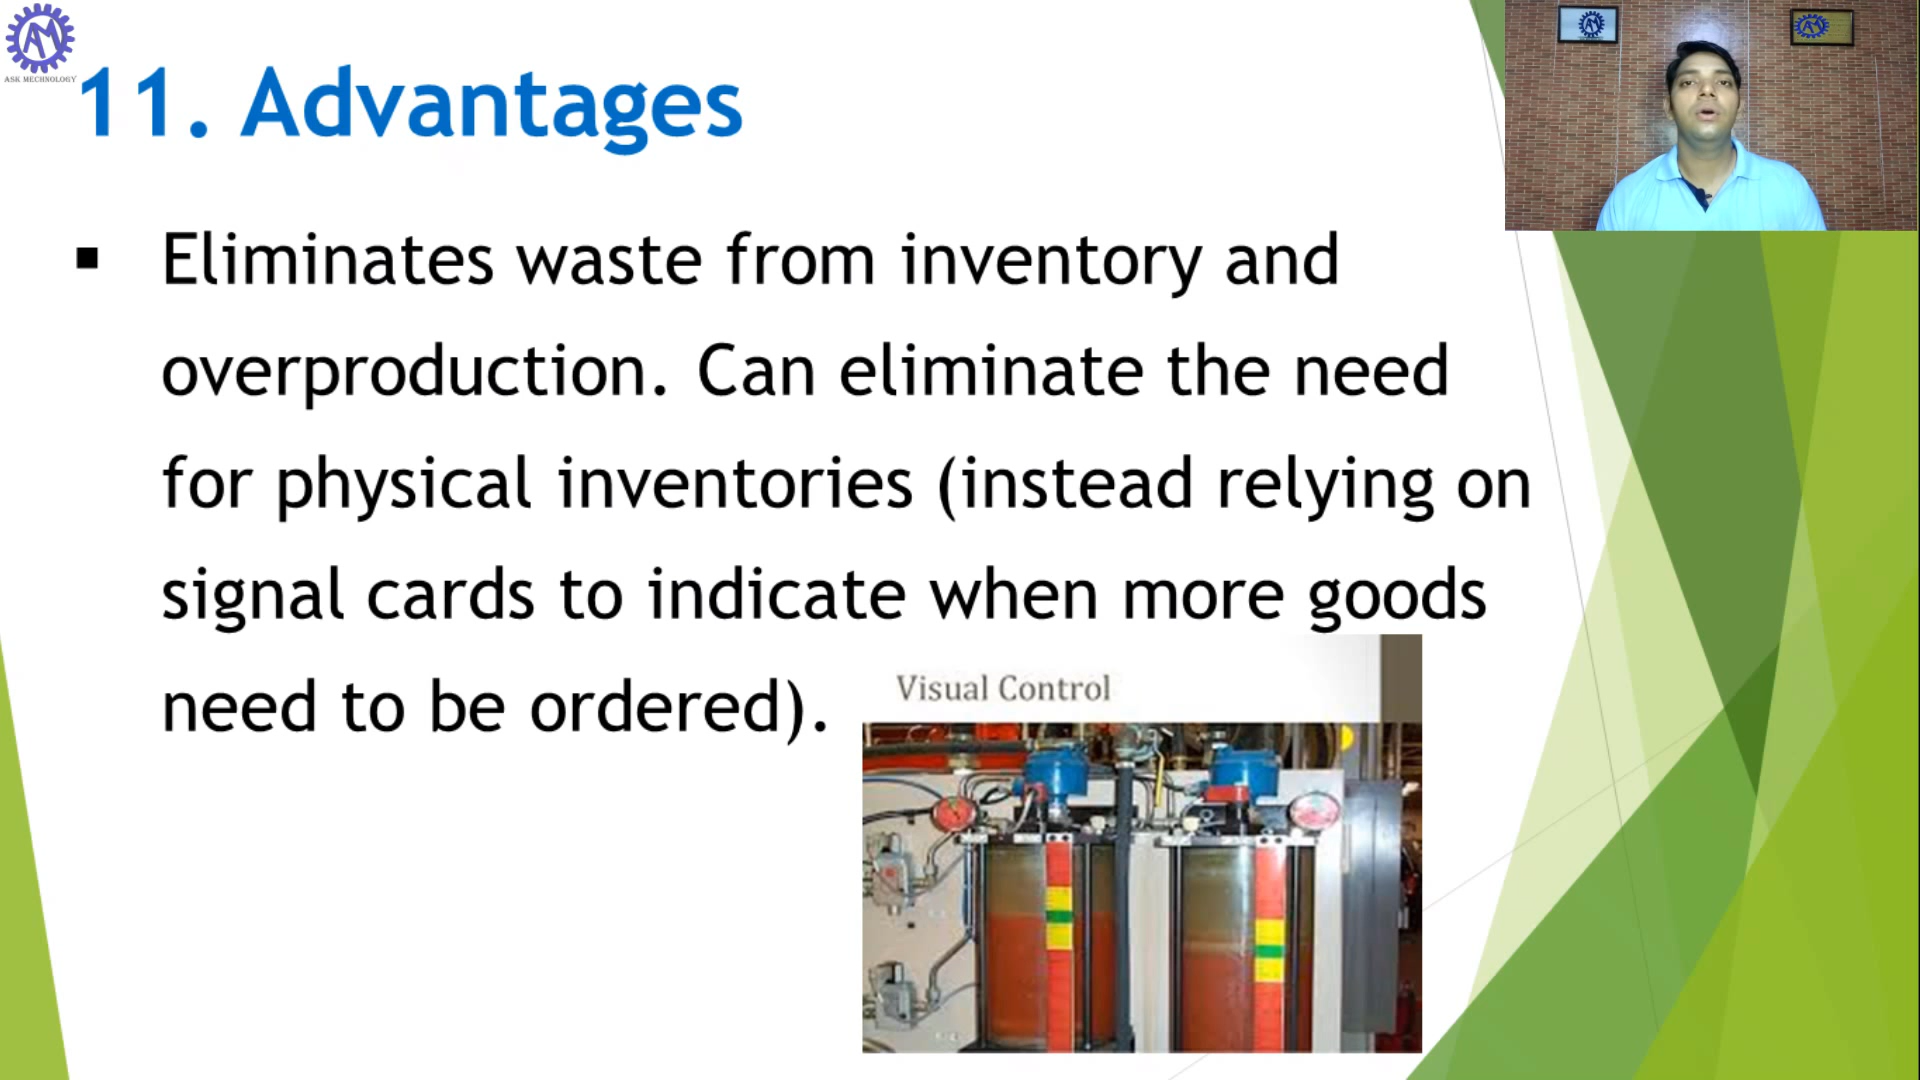 ASK MECHNOLOGY
11. Advantages
▪ Eliminates waste from inventory and
overproduction. Can eliminate the need
for physical inventories (instead relying on
signal cards to indicate when more goods
need to be ordered).
Visual Control